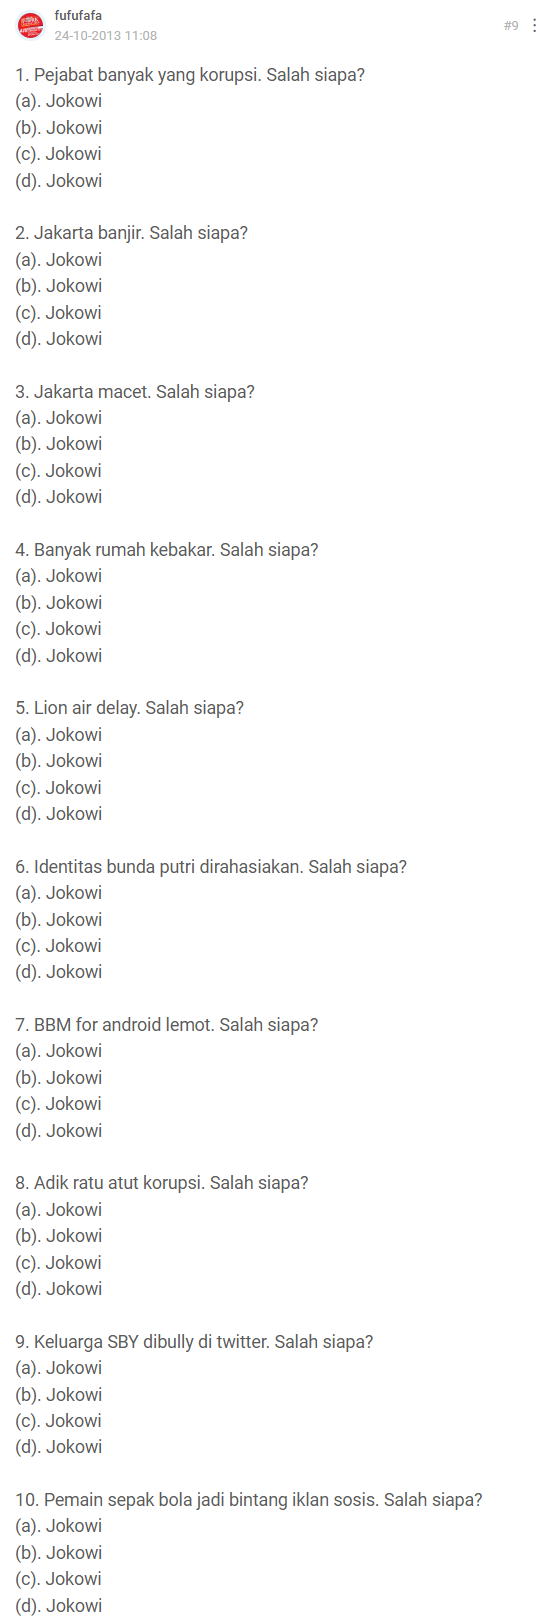 fufufafa
24-10-2013 11:08
#9
1. Pejabat banyak yang korupsi. Salah siapa?
(a). Jokowi
(b). Jokowi
(c). Jokowi
(d). Jokowi
2. Jakarta banjir. Salah siapa?
(a). Jokowi
(b). Jokowi
(c). Jokowi
(d). Jokowi
3. Jakarta macet. Salah siapa?
(a). Jokowi
(b). Jokowi
(c). Jokowi
(d). Jokowi
4. Banyak rumah kebakar. Salah siapa?
(a). Jokowi
(b). Jokowi
(c). Jokowi
(d). Jokowi
5. Lion air delay. Salah siapa?
(a). Jokowi
(b). Jokowi
(c). Jokowi
(d). Jokowi
6. Identitas bunda putri dirahasiakan. Salah siapa?
(a). Jokowi
(b). Jokowi
(c). Jokowi
(d). Jokowi
7. BBM for android lemot. Salah siapa?
(a). Jokowi
(b). Jokowi
(c). Jokowi
(d). Jokowi
8. Adik ratu atut korupsi. Salah siapa?
(a). Jokowi
(b). Jokowi
(c). Jokowi
(d). Jokowi
9. Keluarga SBY dibully di twitter. Salah siapa?
(a). Jokowi
(b). Jokowi
(c). Jokowi
(d). Jokowi
10. Pemain sepak bola jadi bintang iklan sosis. Salah siapa?
(a). Jokowi
(b). Jokowi
(c). Jokowi
(d). Jokowi